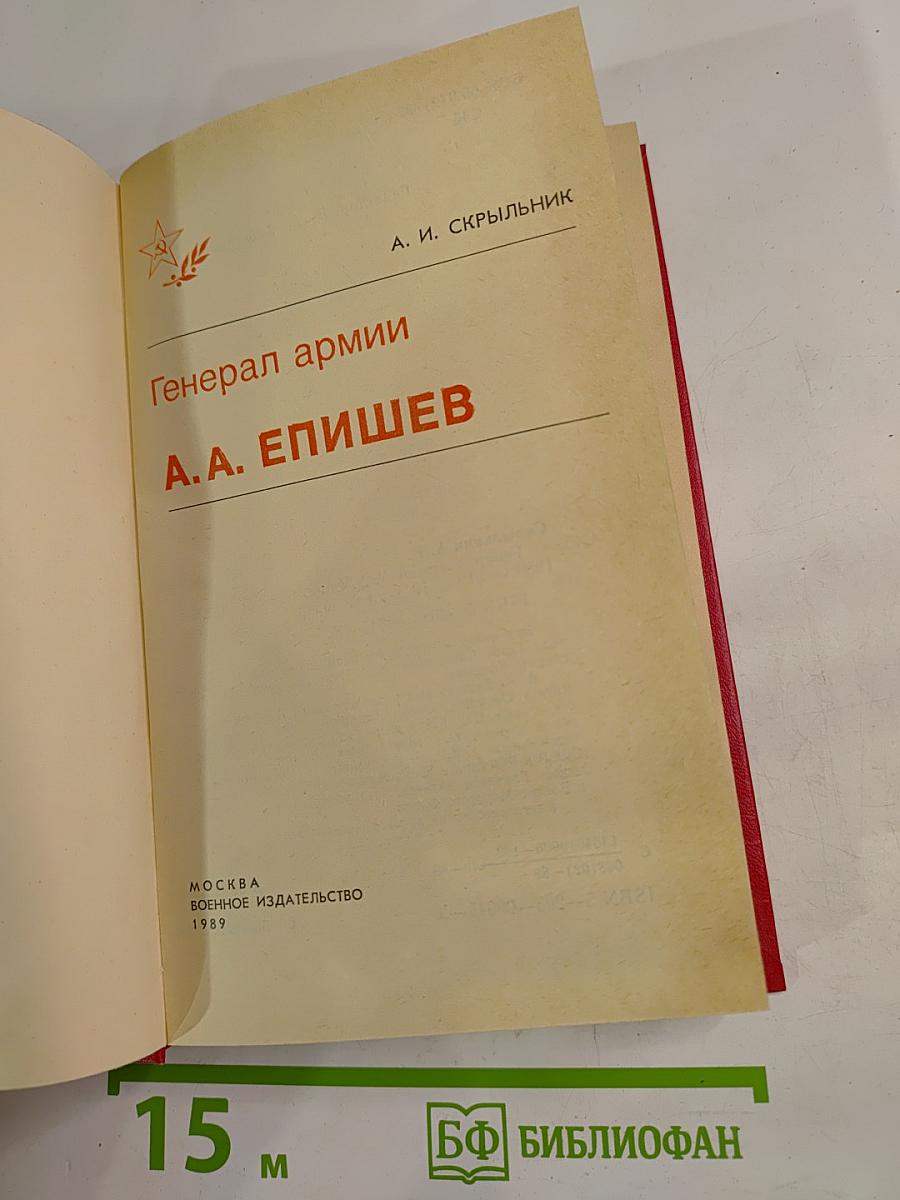 А. И. СКРЫЛЬНИК
Генерал армии
А. А. ЕПИШЕВ
МОСКВА
ВОЕННОЕ ИЗДАТЕЛЬСТВО
1989
15 м
БФ БИБЛИОФАН